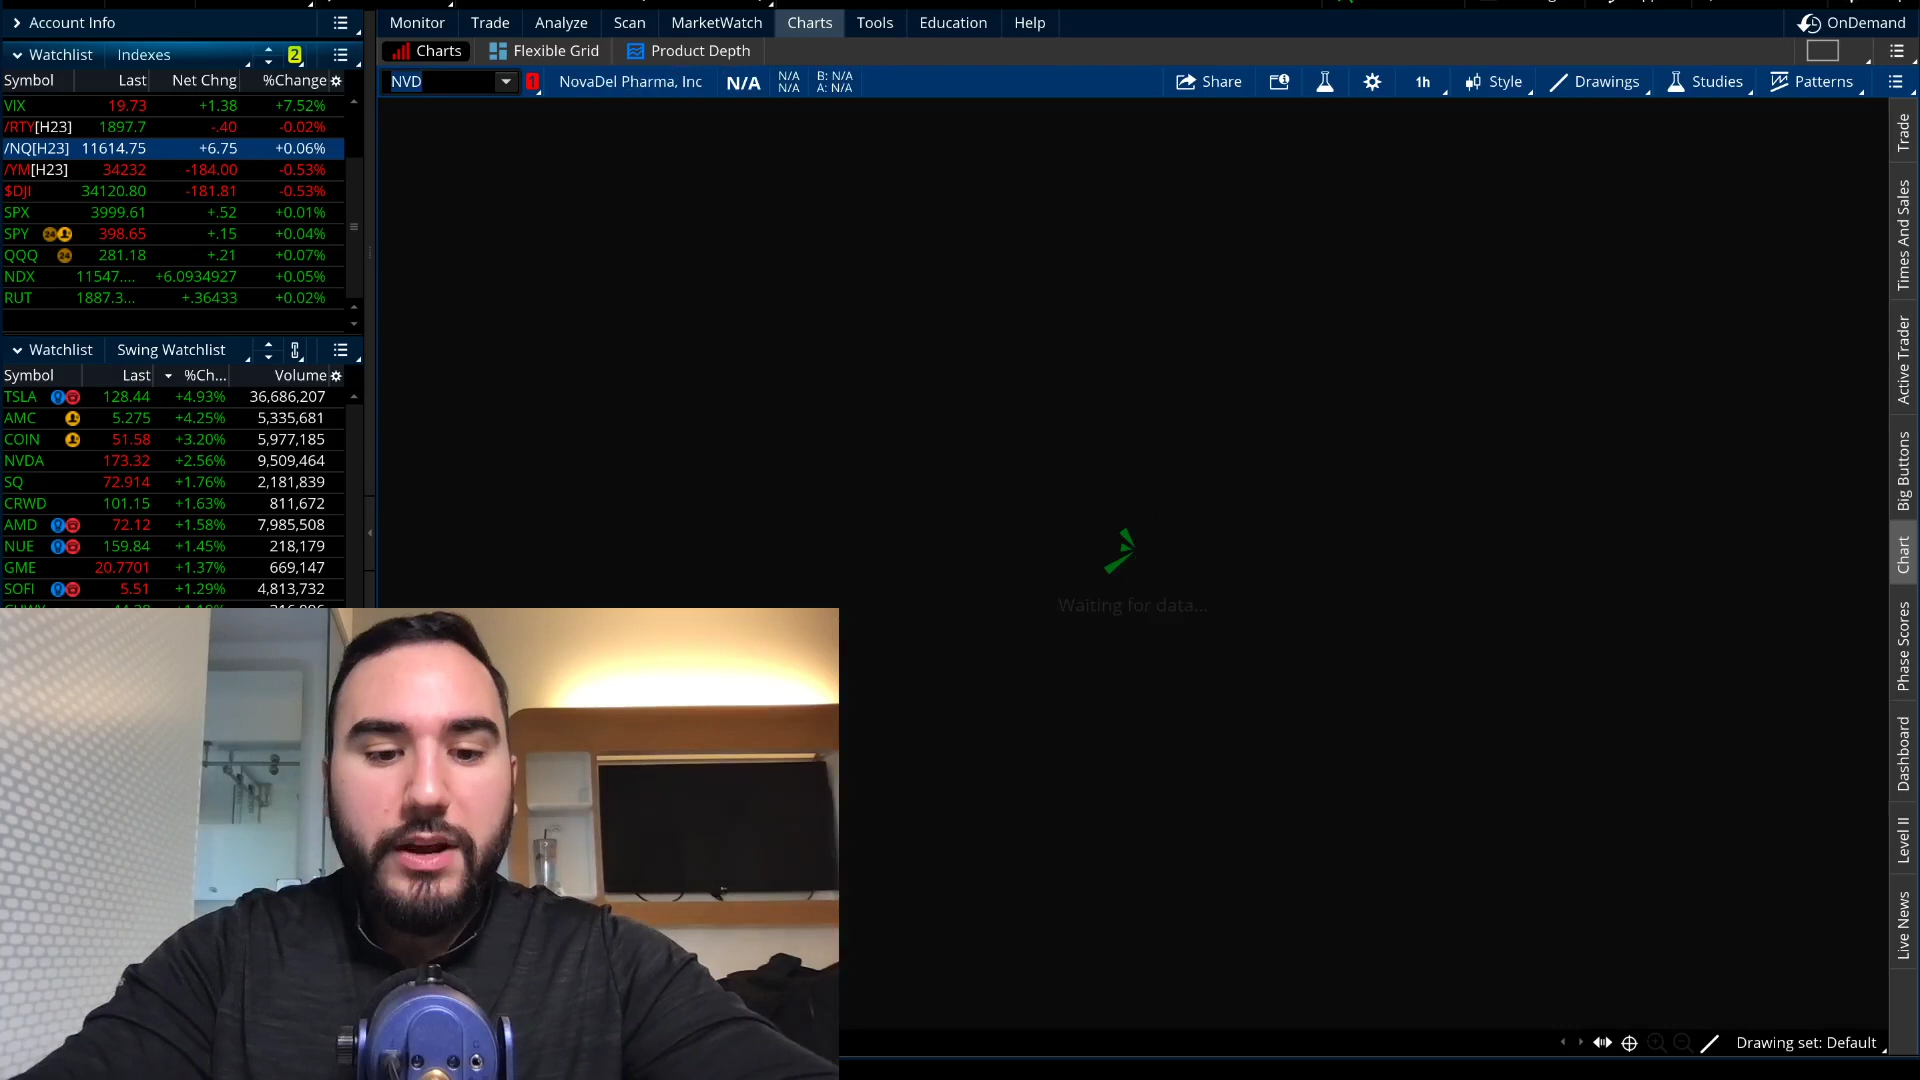 Account Info
Monitor Trade Analyze Scan MarketWatch Charts Tools Education Help OnDemand
Watchlist Indexes 2
Charts Flexible Grid Product Depth
Symbol Last Net Chng %Change
NVD 1 NovaDel Pharma, Inc N/A N/A N/A B: N/A A: N/A Share 1h Style Drawings Studies Patterns
VIX 19.73 +1.38 +7.52%
/RTY[H23] 1897.7 -.40 -0.02%
/NQ[H23] 11614.75 +6.75 +0.06%
/YM[H23] 34232 -184.00 -0.53%
$DJI 34120.80 -181.81 -0.53%
SPX 3999.61 +.52 +0.01%
SPY 24 398.65 +.15 +0.04%
QQQ 24 281.18 +.21 +0.07%
NDX 11547.... +6.0934927 +0.05%
RUT 1887.3... +.36433 +0.02%
Watchlist Swing Watchlist
Symbol Last %Ch... Volume
TSLA 128.44 +4.93% 36,686,207
AMC 5.275 +4.25% 5,335,681
COIN 51.58 +3.20% 5,977,185
NVDA 173.32 +2.56% 9,509,464
SQ 72.914 +1.76% 2,181,839
CRWD 101.15 +1.63% 811,672
AMD 72.12 +1.58% 7,985,508
NUE 159.84 +1.45% 218,179
GME 20.7701 +1.37% 669,147
SOFI 5.51 +1.29% 4,813,732
Waiting for data...
Trade
Times And Sales
Active Trader
Big Buttons
Chart
Phase Scores
Dashboard
Level II
Live News
Drawing set: Default